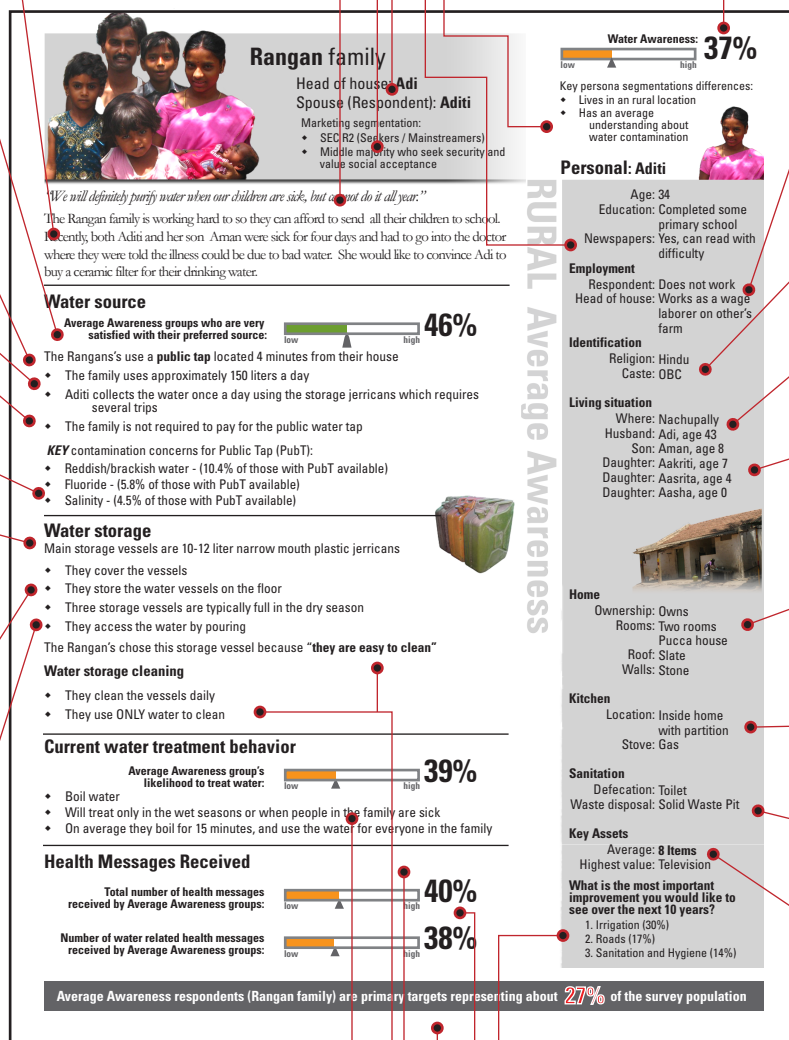 Rangan family
Head of house: Adi
Spouse (Respondent): Aditi
Marketing segmentation:
SEC R2 (Seekers / Mainstreamers)
Middle majority who seek security and
value social acceptance
"We will definitely purify water when our children are sick, but cannot do it all year."
The Rangan family is working hard to so they can afford to send all their children to school.
Recently, both Aditi and her son Aman were sick for four days and had to go into the doctor
where they were told the illness could be due to bad water. She would like to convince Adi to
buy a ceramic filter for their drinking water.
Water source
Average Awareness groups who are very
satisfied with their preferred source:
low high
46%
The Rangans's use a public tap located 4 minutes from their house
The family uses approximately 150 liters a day
Aditi collects the water once a day using the storage jerricans which requires
several trips
The family is not required to pay for the public water tap
KEY contamination concerns for Public Tap (PubT):
Reddish/brackish water - (10.4% of those with PubT available)
Fluoride - (5.8% of those with PubT available)
Salinity - (4.5% of those with PubT available)
Water storage
Main storage vessels are 10-12 liter narrow mouth plastic jerricans
They cover the vessels
They store the water vessels on the floor
Three storage vessels are typically full in the dry season
They access the water by pouring
The Rangan's chose this storage vessel because "they are easy to clean"
Water storage cleaning
They clean the vessels daily
They use ONLY water to clean
Current water treatment behavior
Average Awareness group's
likelihood to treat water:
low high
39%
Boil water
Will treat only in the wet seasons or when people in the family are sick
On average they boil for 15 minutes, and use the water for everyone in the family
Health Messages Received
Total number of health messages
received by Average Awareness groups:
low high
40%
Number of water related health messages
received by Average Awareness groups:
low high
38%
RURAL Average Awareness
Water Awareness: 37%
low high
Key persona segmentations differences:
Lives in an rural location
Has an average
understanding about
water contamination
Personal: Aditi
Age: 34
Education: Completed some
primary school
Newspapers: Yes, can read with
difficulty
Employment
Respondent: Does not work
Head of house: Works as a wage
laborer on other's
farm
Identification
Religion: Hindu
Caste: OBC
Living situation
Where: Nachupally
Husband: Adi, age 43
Son: Aman, age 8
Daughter: Aakriti, age 7
Daughter: Aasrita, age 4
Daughter: Aasha, age 0
Home
Ownership: Owns
Rooms: Two rooms
Pucca house
Roof: Slate
Walls: Stone
Kitchen
Location: Inside home
with partition
Stove: Gas
Sanitation
Defecation: Toilet
Waste disposal: Solid Waste Pit
Key Assets
Average: 8 Items
Highest value: Television
What is the most important
improvement you would like to
see over the next 10 years?
1. Irrigation (30%)
2. Roads (17%)
3. Sanitation and Hygiene (14%)
Average Awareness respondents (Rangan family) are primary targets representing about 27% of the survey population